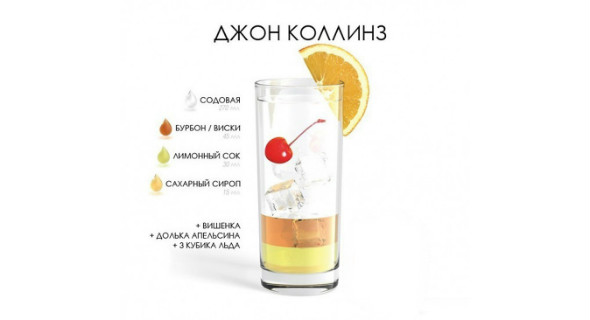 ДЖОН КОЛЛИНЗ
СОДОВАЯ
БУРБОН / ВИСКИ
ЛИМОННЫЙ СОК
САХАРНЫЙ СИРОП
+ ВИШЕНКА
+ ДОЛЬКА АПЕЛЬСИНА
+ 3 КУБИКА ЛЬДА